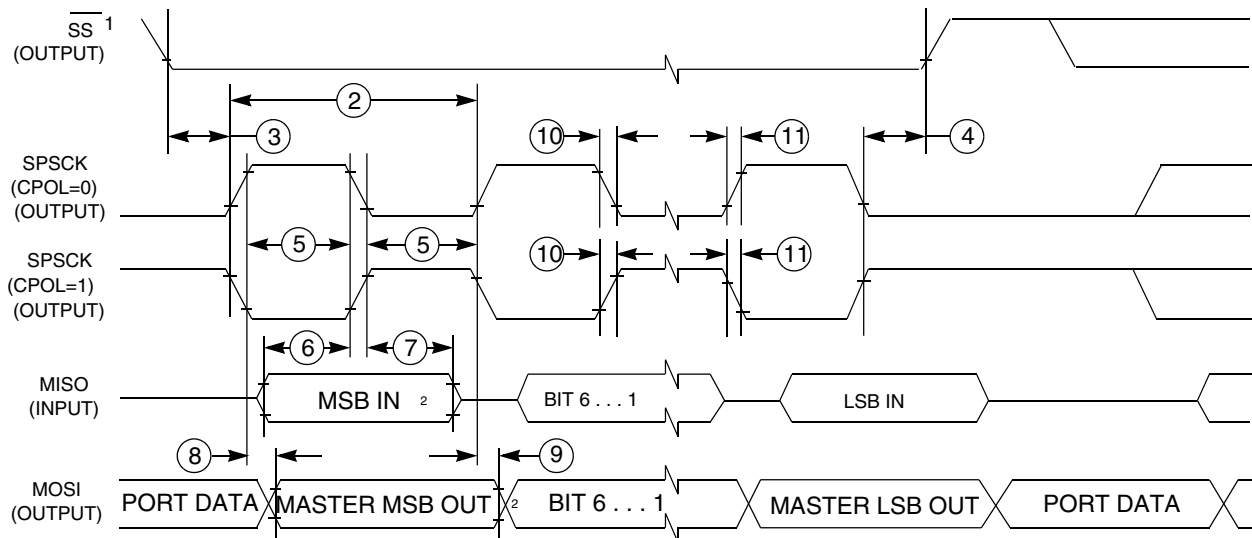 SS 1
(OUTPUT)
2
3
10
11
4
SPSCK
(CPOL=0)
(OUTPUT)
5
5
SPSCK
(CPOL=1)
(OUTPUT)
10
11
6
7
MISO
(INPUT)
MSB IN 2
BIT 6 . . . 1
LSB IN
8
9
MOSI
(OUTPUT)
PORT DATA
MASTER MSB OUT 2
BIT 6 . . . 1
MASTER LSB OUT
PORT DATA